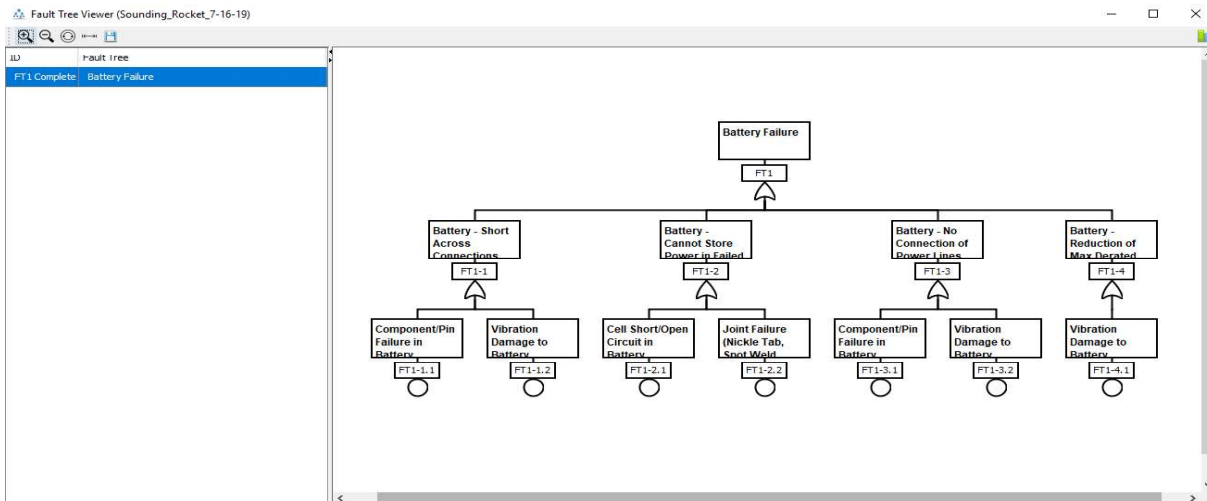 Fault Tree Viewer (Sounding_Rocket_7-16-19)
ID Fault Tree
FT1 Complete Battery Failure
Battery Failure
FT1
Battery - Short
Across
Connections
FT1-1
Battery -
Cannot Store
Power in Failed
FT1-2
Battery - No
Connection of
Power Lines
FT1-3
Battery -
Reduction of
Max Derated
FT1-4
Component/Pin
Failure in
Battery
FT1-1.1
Vibration
Damage to
Battery
FT1-1.2
Cell Short/Open
Circuit in
Battery
FT1-2.1
Joint Failure
(Nickle Tab,
Spot Weld
FT1-2.2
Component/Pin
Failure in
Battery
FT1-3.1
Vibration
Damage to
Battery
FT1-3.2
Vibration
Damage to
Battery
FT1-4.1